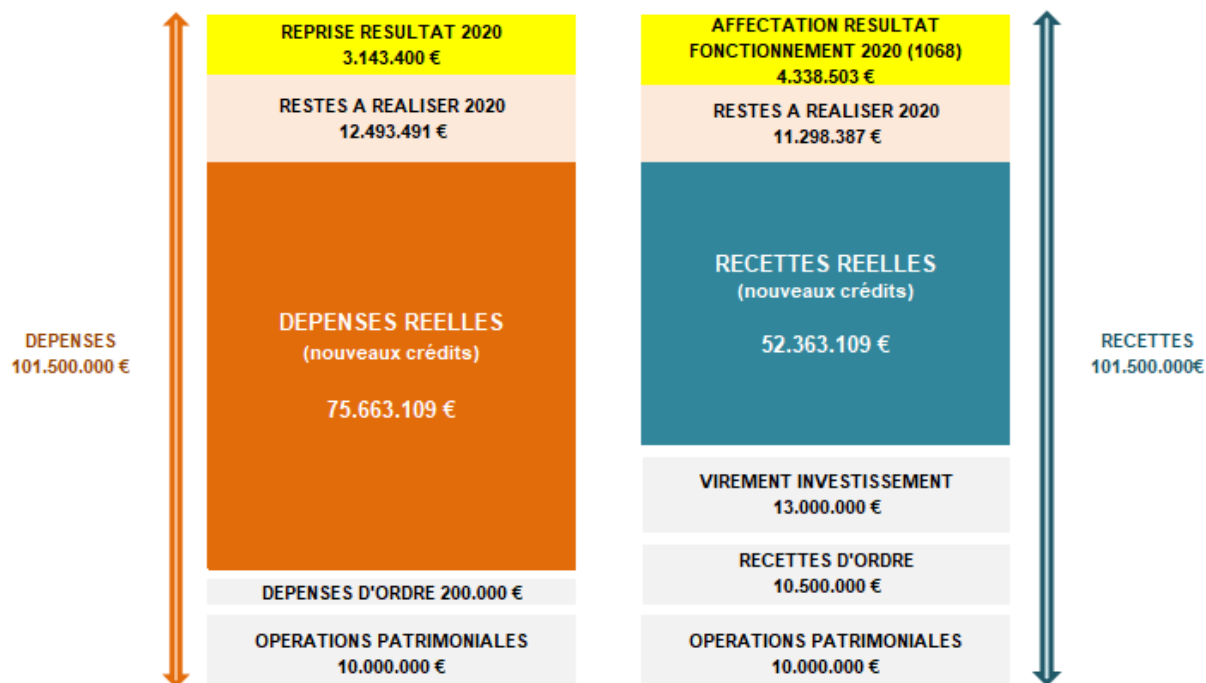 DEPENSES
101.500.000 €
REPRISE RESULTAT 2020
3.143.400 €
RESTES A REALISER 2020
12.493.491 €
DEPENSES REELLES
(nouveaux crédits)
75.663.109 €
DEPENSES D'ORDRE 200.000 €
OPERATIONS PATRIMONIALES
10.000.000 €
AFFECTATION RESULTAT
FONCTIONNEMENT 2020 (1068)
4.338.503 €
RESTES A REALISER 2020
11.298.387 €
RECETTES REELLES
(nouveaux crédits)
52.363.109 €
VIREMENT INVESTISSEMENT
13.000.000 €
RECETTES D'ORDRE
10.500.000 €
OPERATIONS PATRIMONIALES
10.000.000 €
RECETTES
101.500.000€